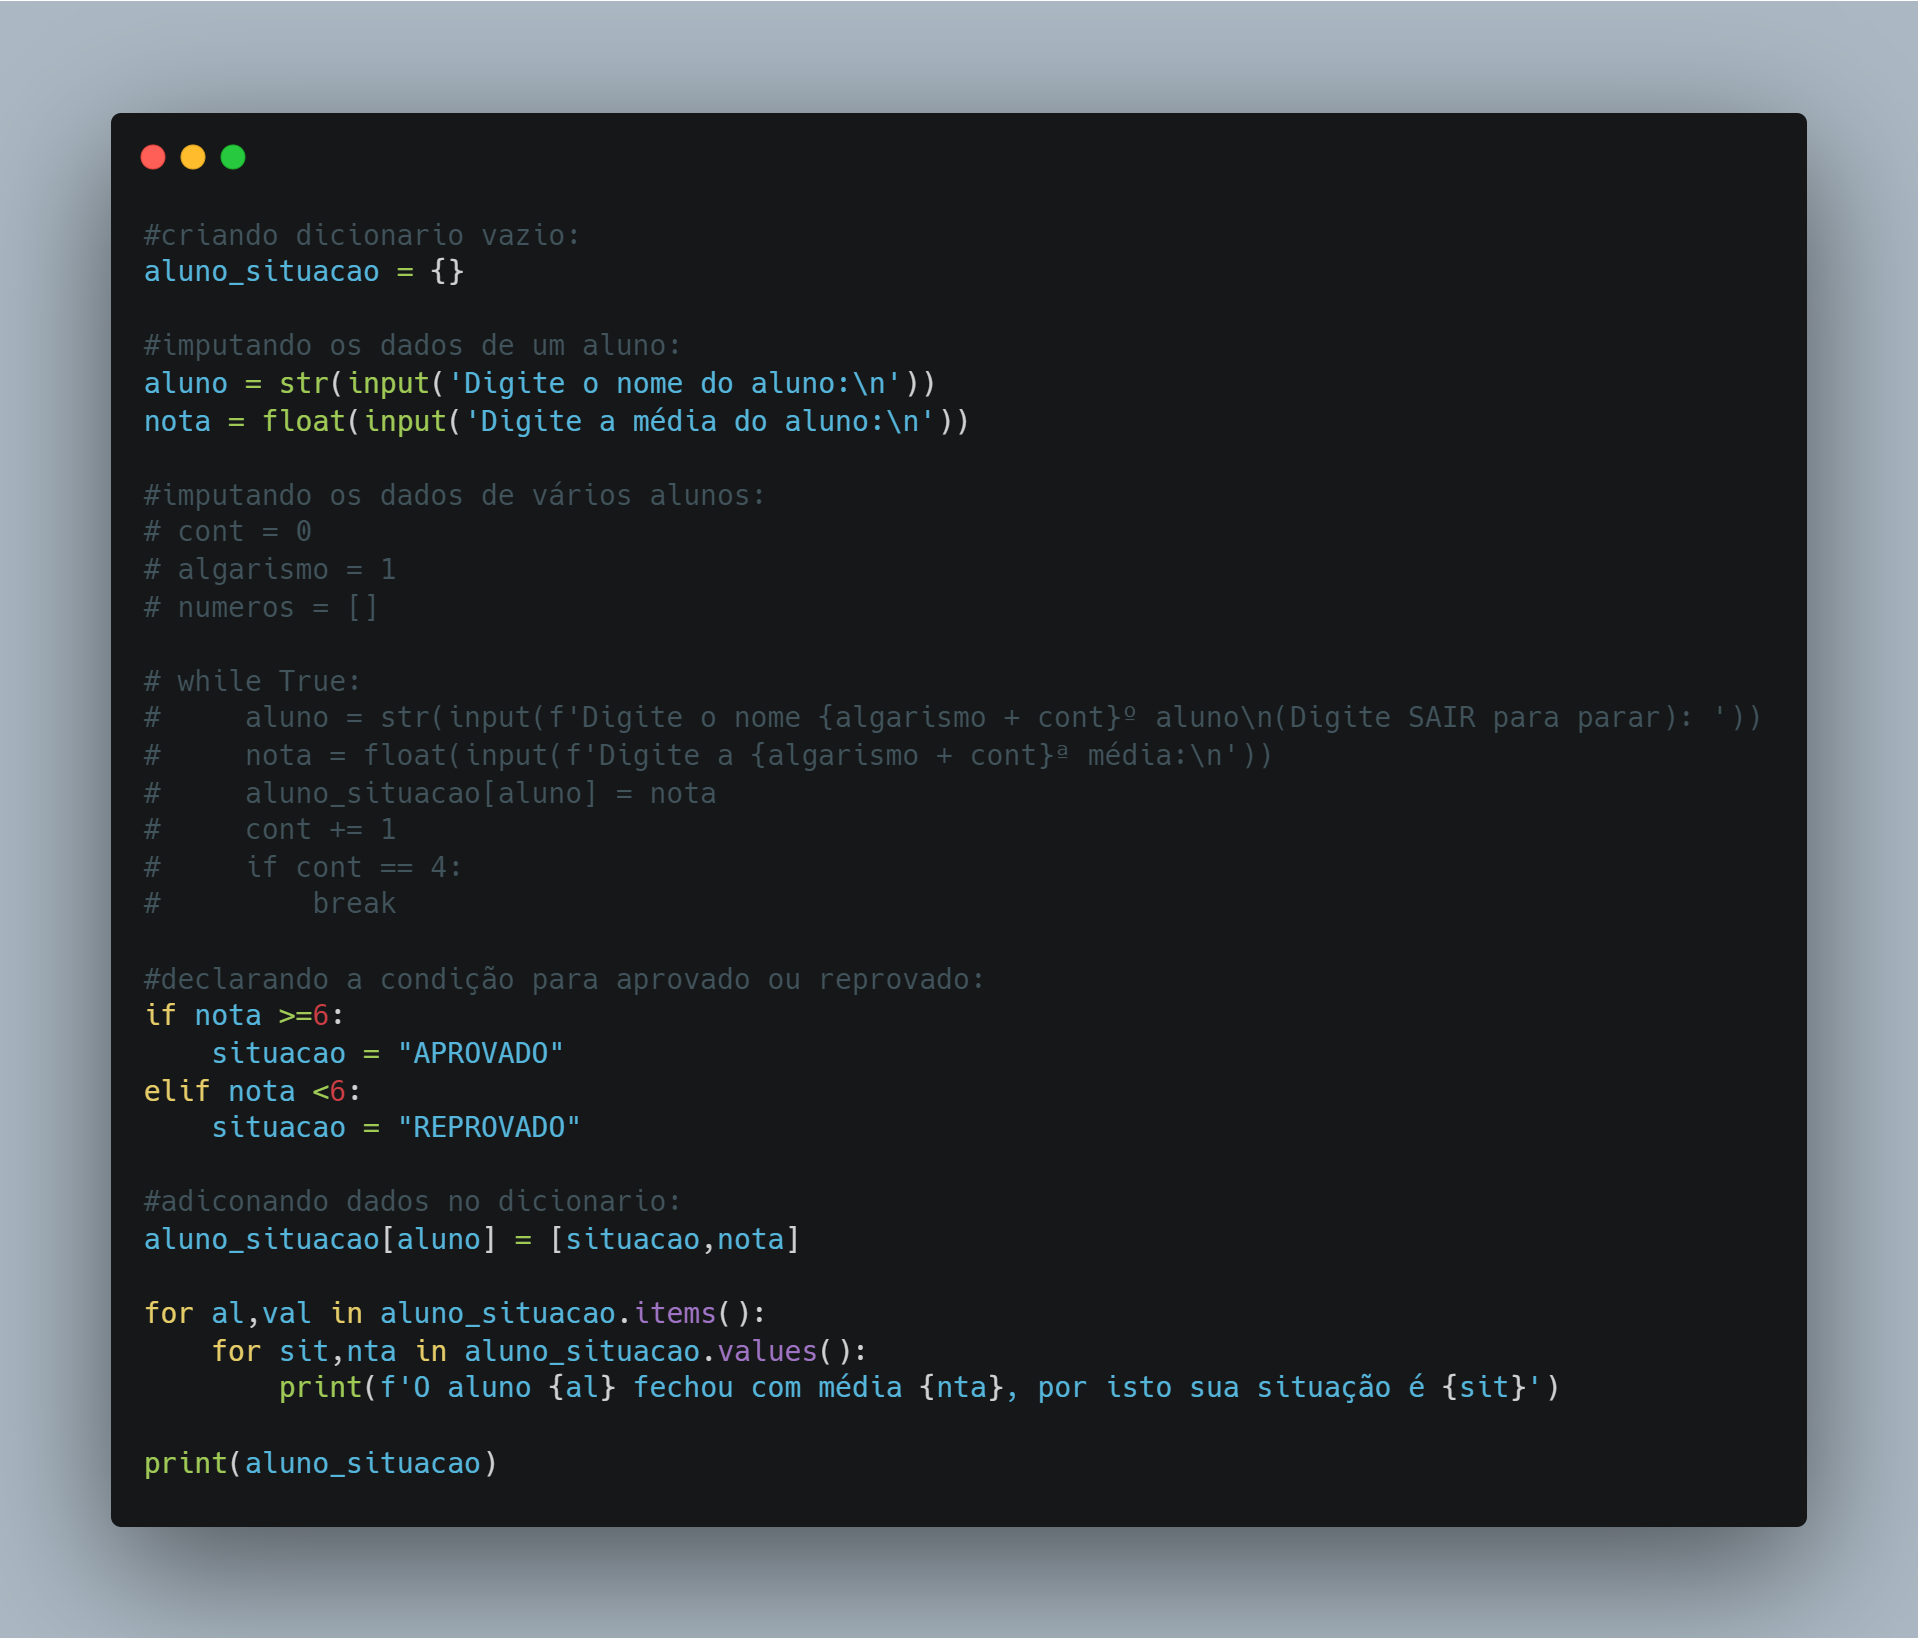 #criando dicionario vazio:
aluno_situacao = {}

#imputando os dados de um aluno:
aluno = str(input('Digite o nome do aluno:\n'))
nota = float(input('Digite a média do aluno:\n'))

#imputando os dados de vários alunos:
# cont = 0
# algarismo = 1
# numeros = []

# while True:
#     aluno = str(input(f'Digite o nome {algarismo + cont}º aluno\n(Digite SAIR para parar): '))
#     nota = float(input(f'Digite a {algarismo + cont}ª média:\n'))
#     aluno_situacao[aluno] = nota
#     cont += 1
#     if cont == 4:
#         break

#declarando a condição para aprovado ou reprovado:
if nota >=6:
    situacao = "APROVADO"
elif nota <6:
    situacao = "REPROVADO"

#adiconando dados no dicionario:
aluno_situacao[aluno] = [situacao,nota]

for al,val in aluno_situacao.items():
    for sit,nta in aluno_situacao.values():
        print(f'O aluno {al} fechou com média {nta}, por isto sua situação é {sit}')

print(aluno_situacao)